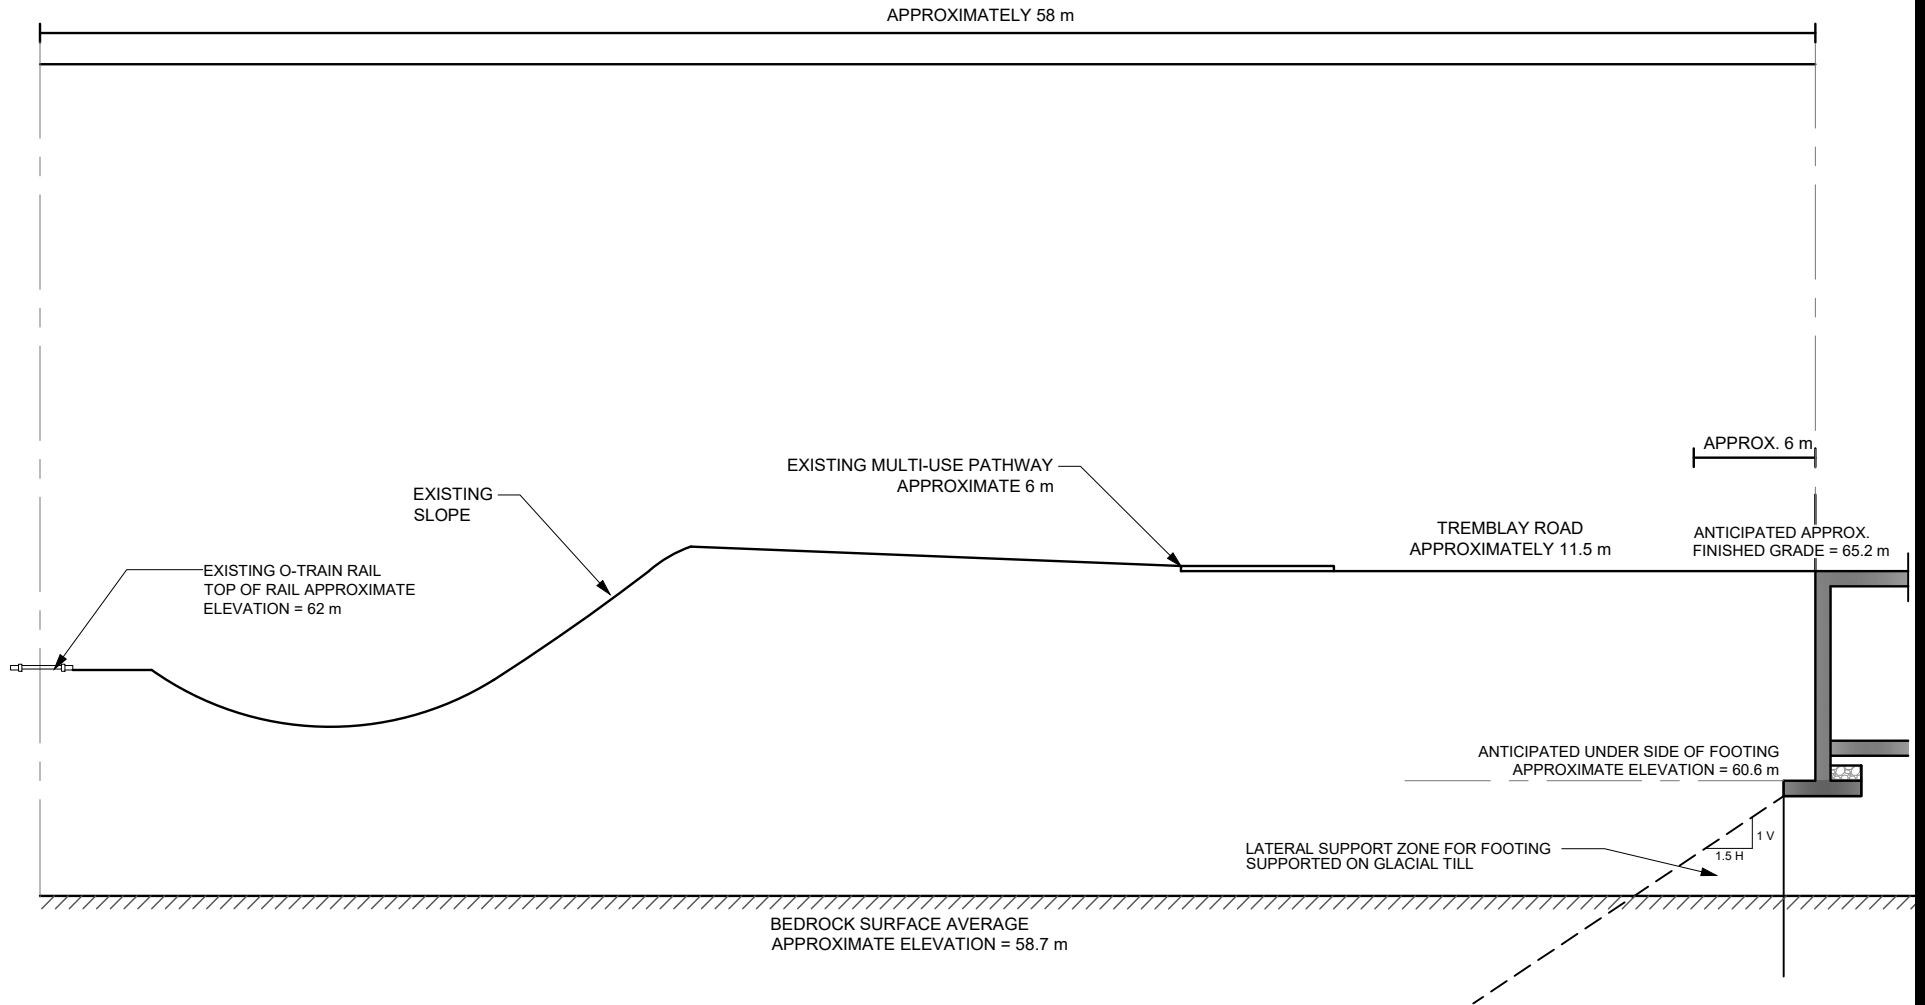 APPROXIMATELY 58 m
APPROX. 6 m
EXISTING MULTI-USE PATHWAY
APPROXIMATE 6 m
EXISTING
SLOPE
TREMBLAY ROAD
APPROXIMATELY 11.5 m
ANTICIPATED APPROX.
FINISHED GRADE = 65.2 m
EXISTING O-TRAIN RAIL
TOP OF RAIL APPROXIMATE
ELEVATION = 62 m
ANTICIPATED UNDER SIDE OF FOOTING
APPROXIMATE ELEVATION = 60.6 m
1 V
1.5 H
LATERAL SUPPORT ZONE FOR FOOTING
SUPPORTED ON GLACIAL TILL
BEDROCK SURFACE AVERAGE
APPROXIMATE ELEVATION = 58.7 m